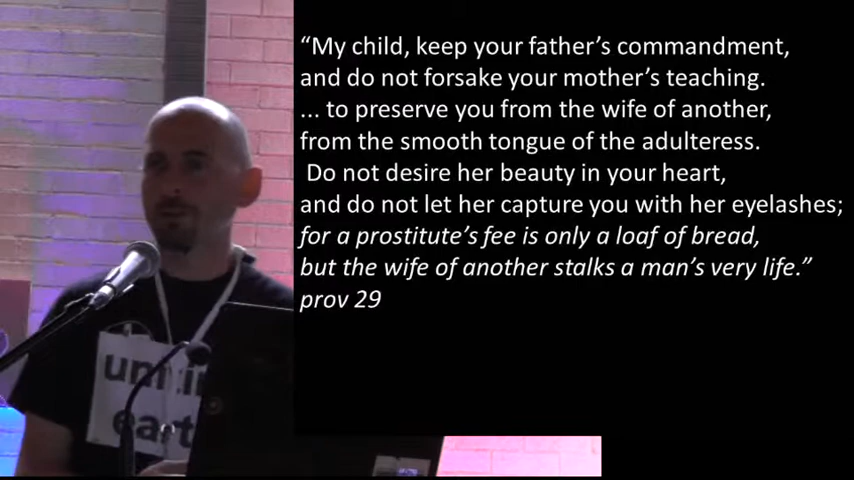 “My child, keep your father’s commandment,
and do not forsake your mother’s teaching.
... to preserve you from the wife of another,
from the smooth tongue of the adulteress.
Do not desire her beauty in your heart,
and do not let her capture you with her eyelashes;
for a prostitute’s fee is only a loaf of bread,
but the wife of another stalks a man’s very life.”
prov 29
eart